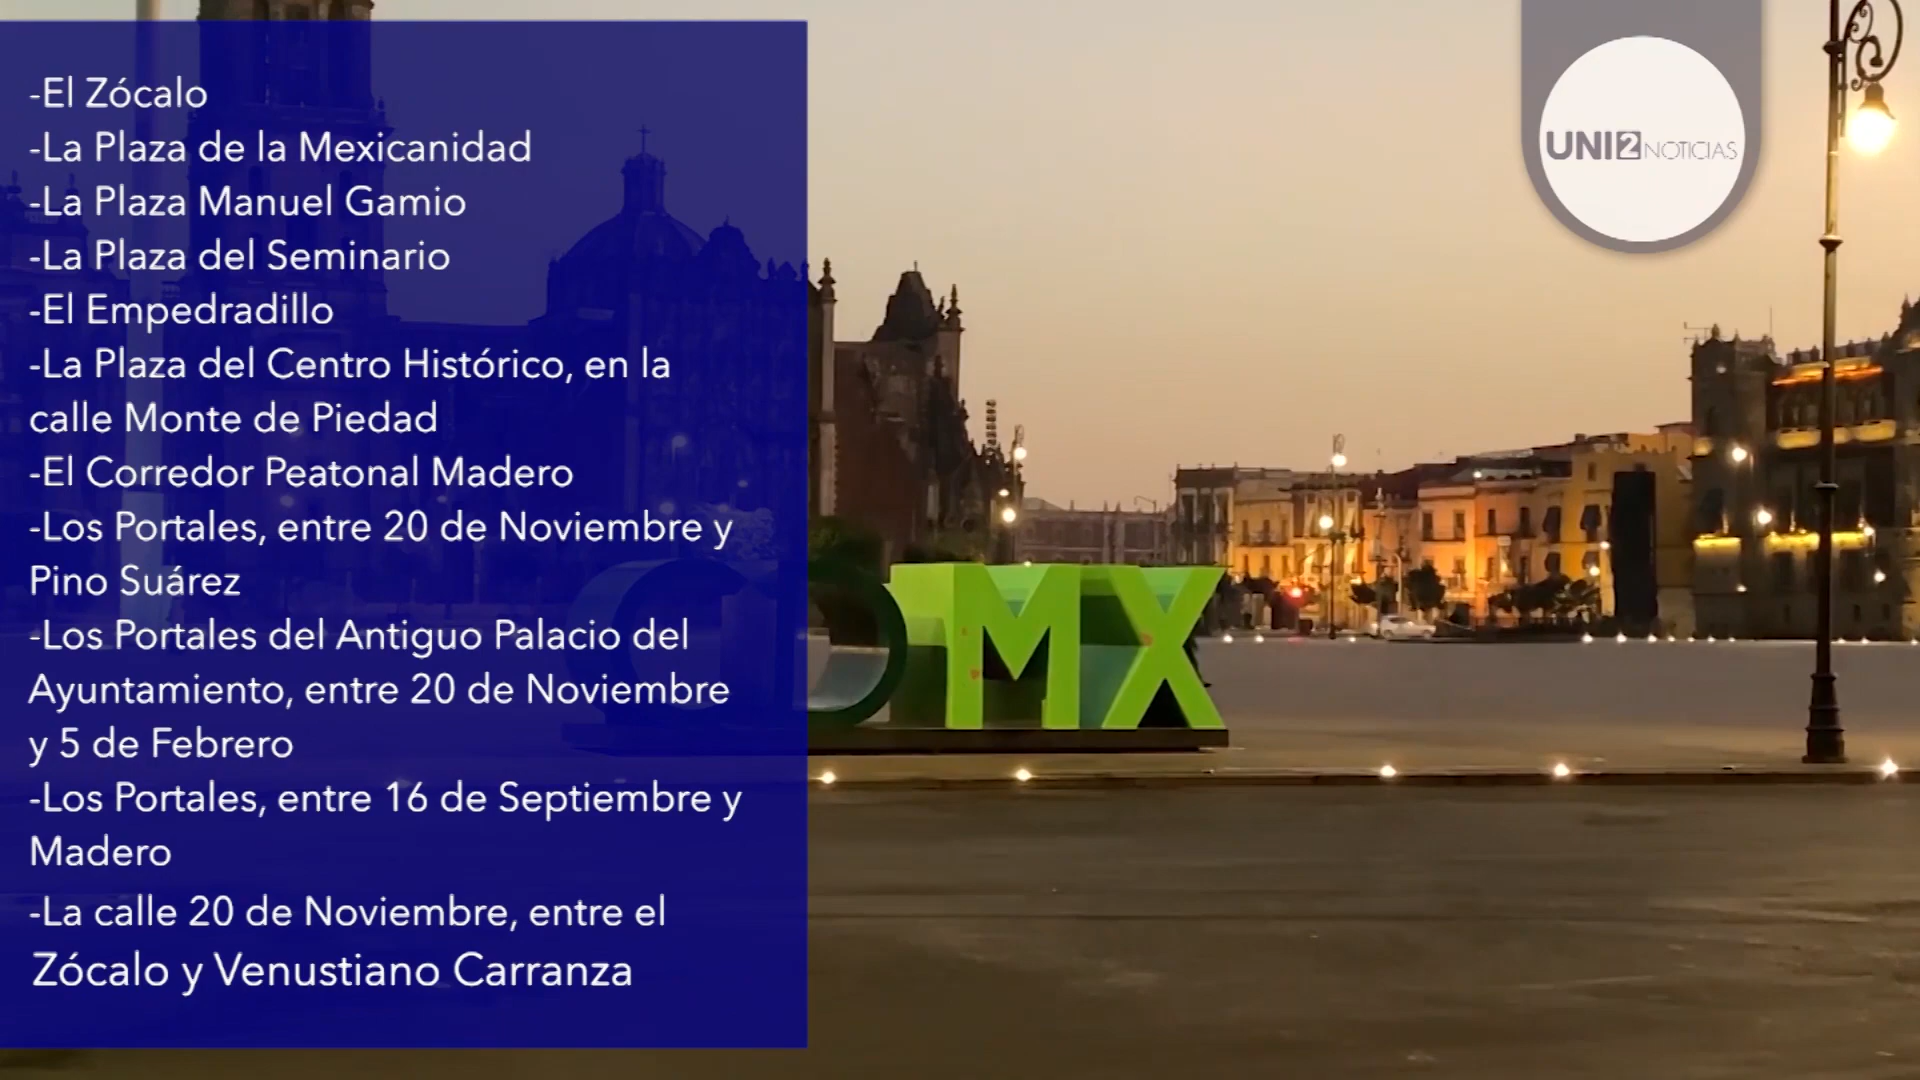 -El Zócalo
-La Plaza de la Mexicanidad
-La Plaza Manuel Gamio
-La Plaza del Seminario
-El Empedradillo
-La Plaza del Centro Histórico, en la
calle Monte de Piedad
-El Corredor Peatonal Madero
-Los Portales, entre 20 de Noviembre y
Pino Suárez
-Los Portales del Antiguo Palacio del
Ayuntamiento, entre 20 de Noviembre
y 5 de Febrero
-Los Portales, entre 16 de Septiembre y
Madero
-La calle 20 de Noviembre, entre el
Zócalo y Venustiano Carranza
UNI2 NOTICIAS
CDMX